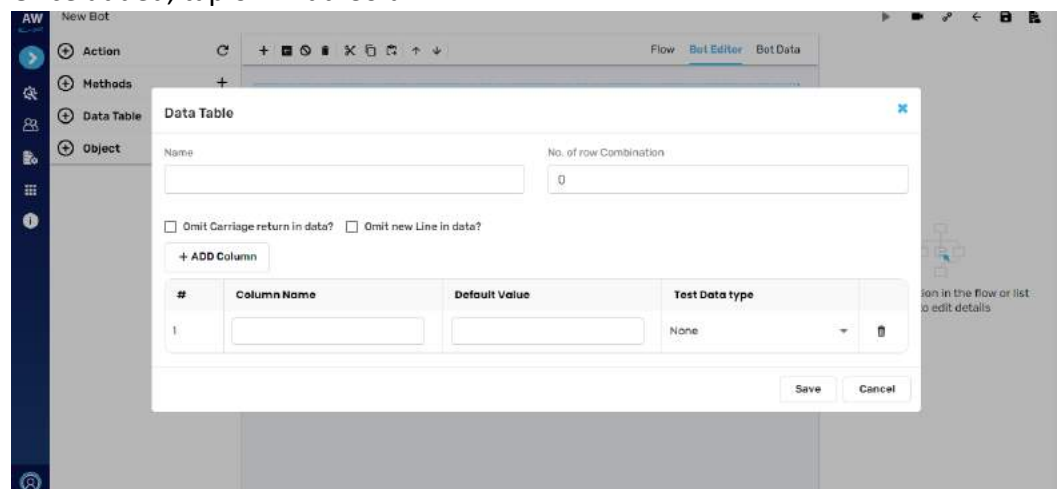 AW New Bot
Action
Flow Bot Editor Bot Data
Methods
Data Table
Object
Data Table
Name
No. of row Combination
0
Omit Carriage return in data? Omit new Line in data?
+ ADD Column
# Column Name Default Value Test Data type
1 None
ion in the flow or list
to edit details
Save Cancel